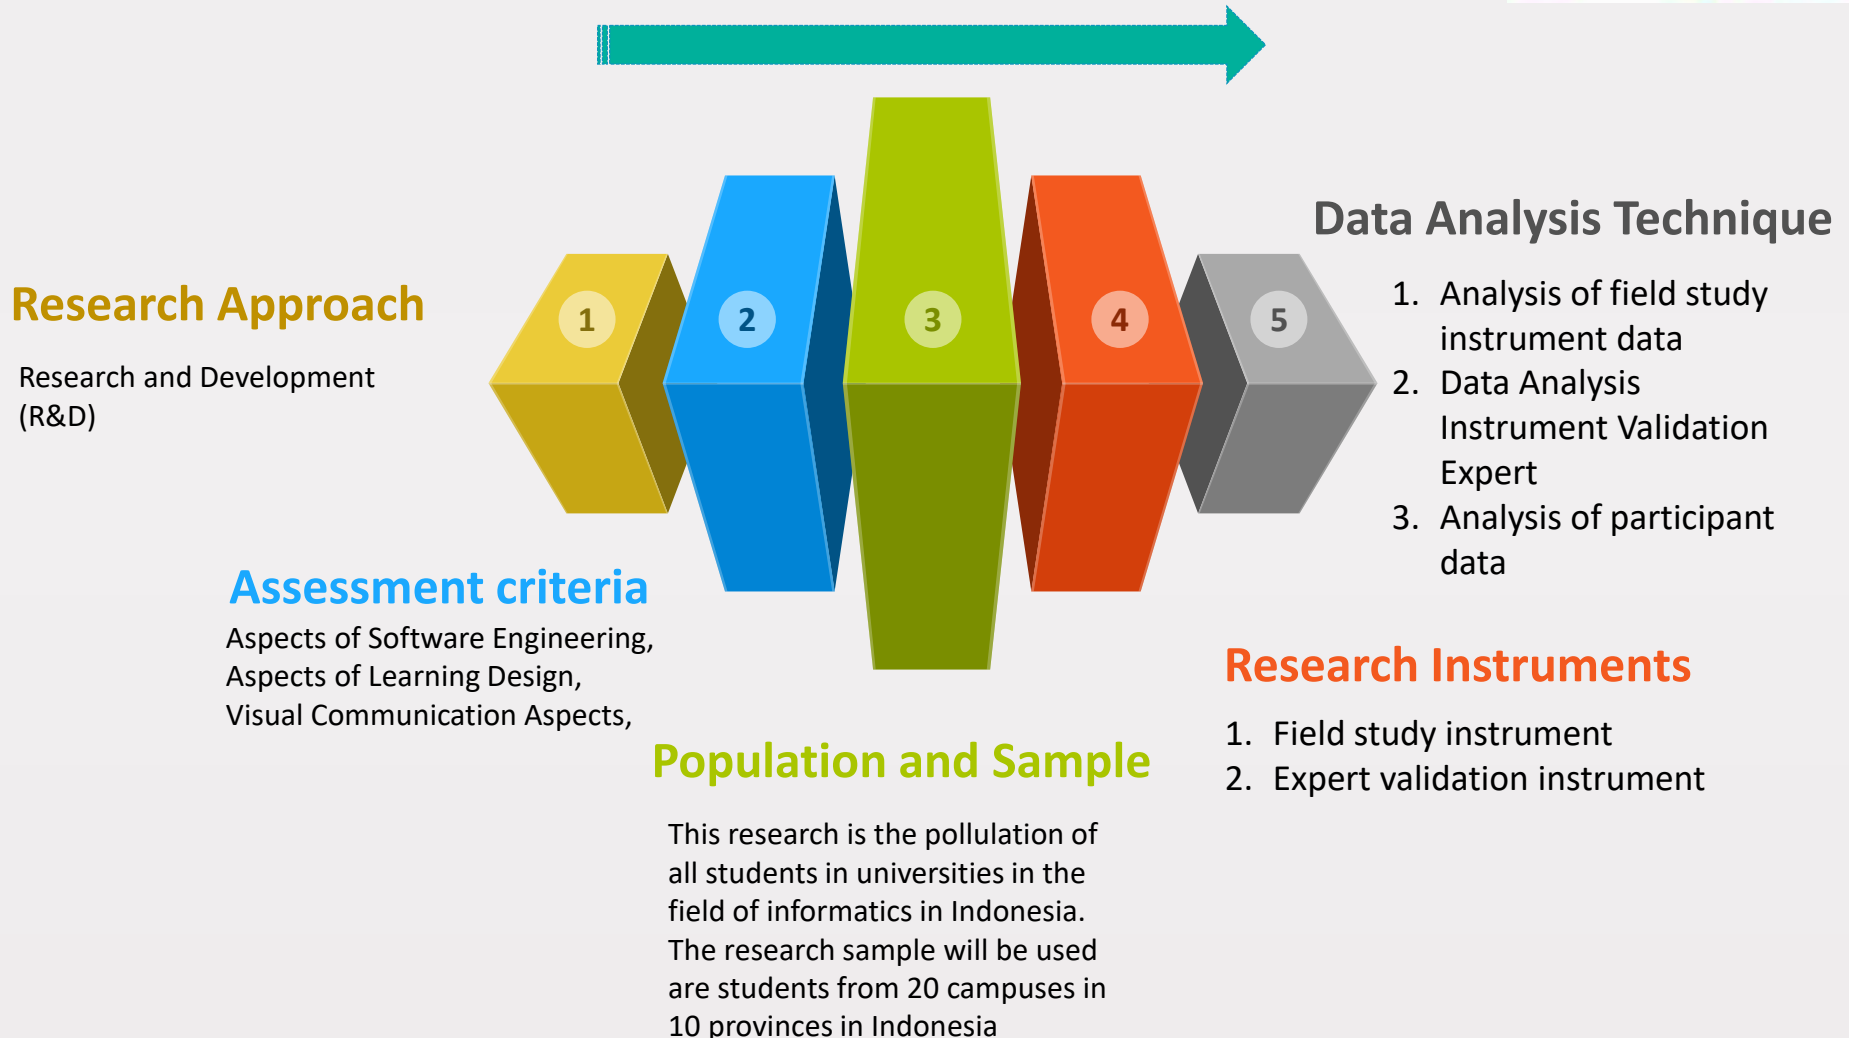 Research Approach
Research and Development
(R&D)
1
2
3
4
5
Assessment criteria
Aspects of Software Engineering,
Aspects of Learning Design,
Visual Communication Aspects,
Population and Sample
This research is the pollulation of
all students in universities in the
field of informatics in Indonesia.
The research sample will be used
are students from 20 campuses in
10 provinces in Indonesia
Research Instruments
1. Field study instrument
2. Expert validation instrument
Data Analysis Technique
1. Analysis of field study
instrument data
2. Data Analysis
Instrument Validation
Expert
3. Analysis of participant
data